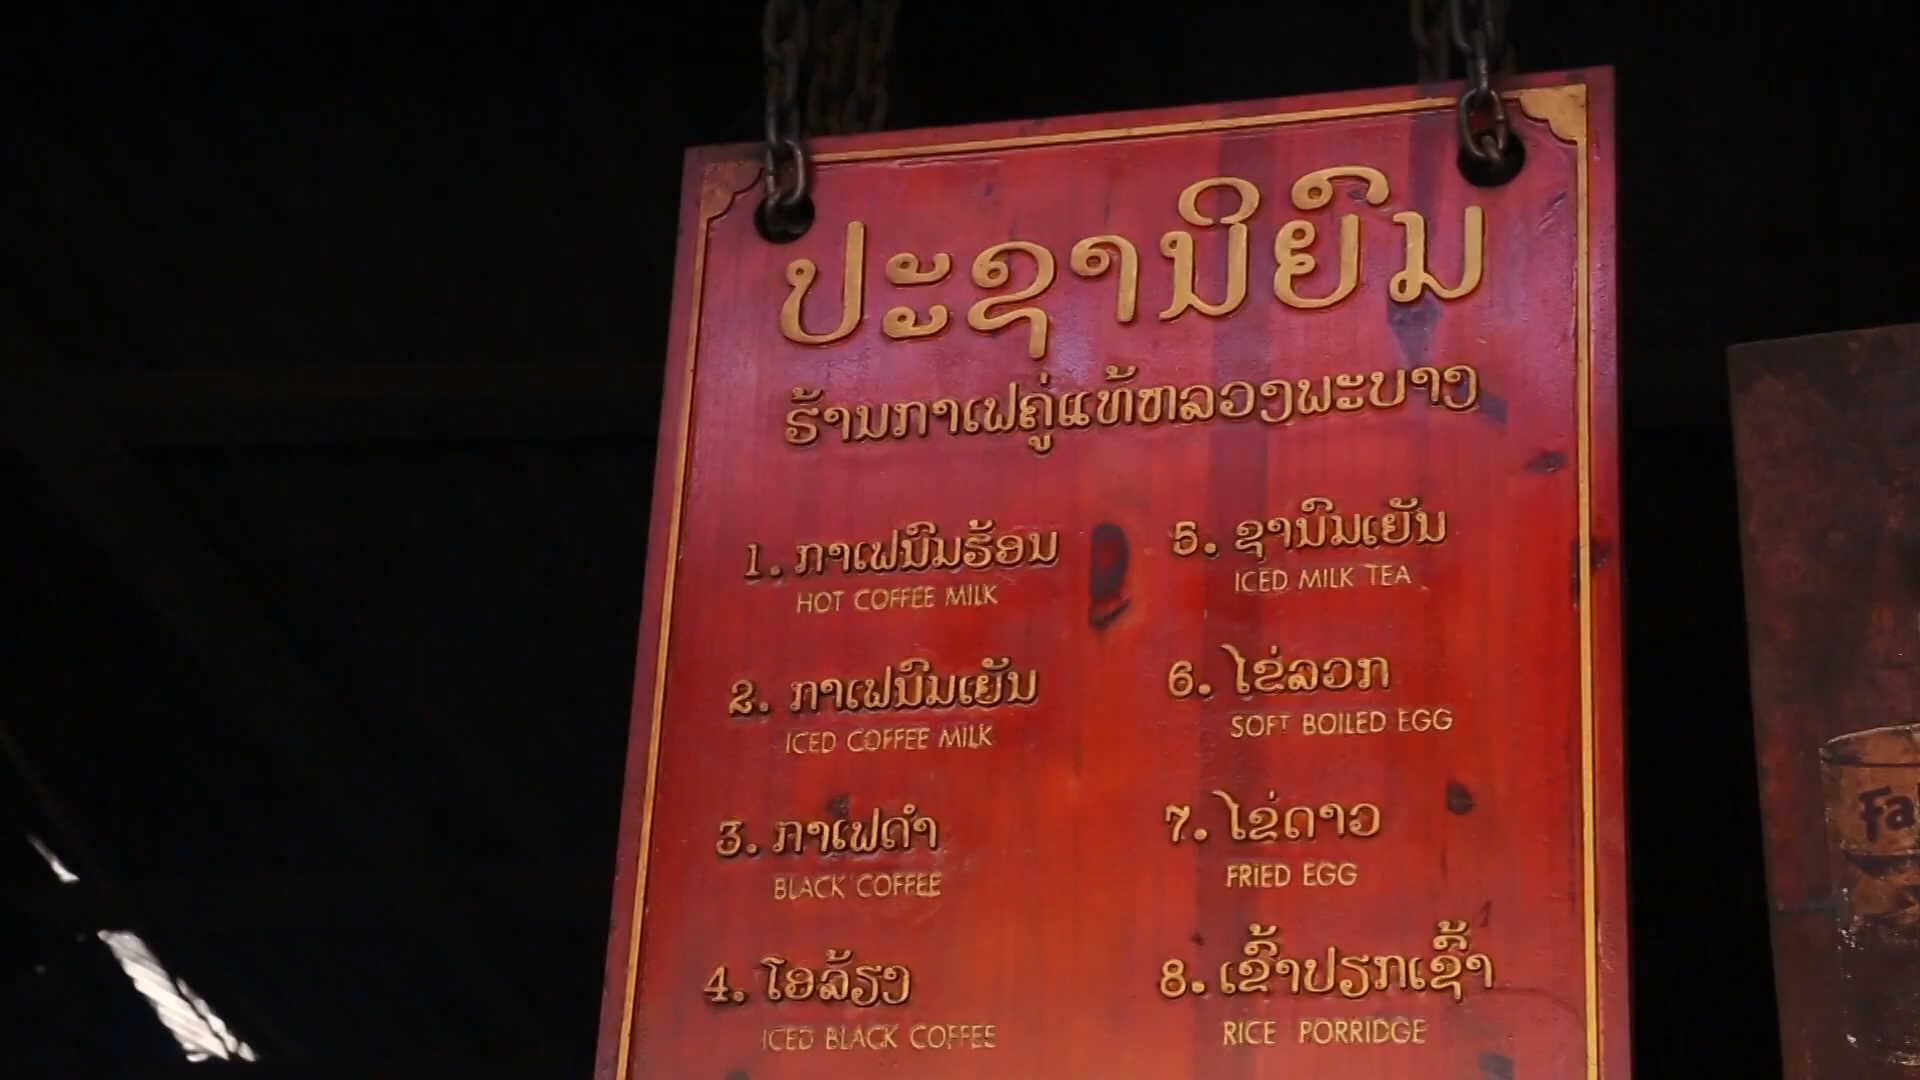 ປະຊານິຍົມ
ຮ້ານກາເຟຄູ່ແທ້ຫລວງພະບາງ
1. ກາເຟນົມຮ້ອນ
HOT COFFEE MILK
2. ກາເຟນົມເຢັນ
ICED COFFEE MILK
3. ກາເຟດຳ
BLACK COFFEE
4. ໂອລ້ຽງ
ICED BLACK COFFEE
5. ຊານົມເຢັນ
ICED MILK TEA
6. ໄຂ່ລວກ
SOFT BOILED EGG
7. ໄຂ່ດາວ
FRIED EGG
8. ເຂົ້າປຽກເຊົ້າ
RICE PORRIDGE